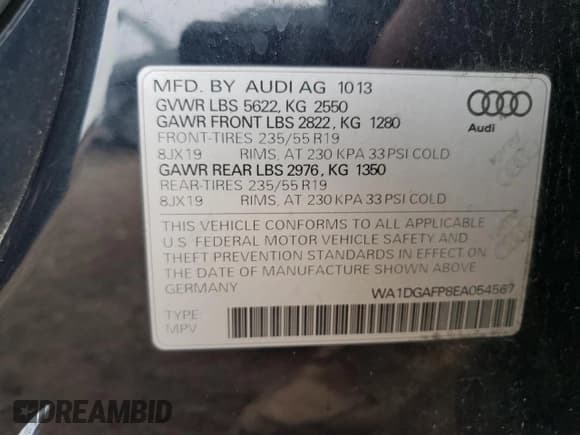 MFD. BY AUDI AG 10 13
GVWR LBS 5622, KG 2550
GAWR FRONT LBS 2822, KG 1280
FRONT-TIRES 235/55 R19
8JX19 RIMS, AT 230 KPA 33 PSI COLD
GAWR REAR LBS 2976, KG 1350
REAR-TIRES 235/55 R19
8JX19 RIMS, AT 230 KPA 33 PSI COLD
Audi
THIS VEHICLE CONFORMS TO ALL APPLICABLE
U.S. FEDERAL MOTOR VEHICLE SAFETY AND
THEFT PREVENTION STANDARDS IN EFFECT ON
THE DATE OF MANUFACTURE SHOWN ABOVE.
GERMANY
WA1DGAFP8EA054567
TYPE:
MPV
DREAMBID